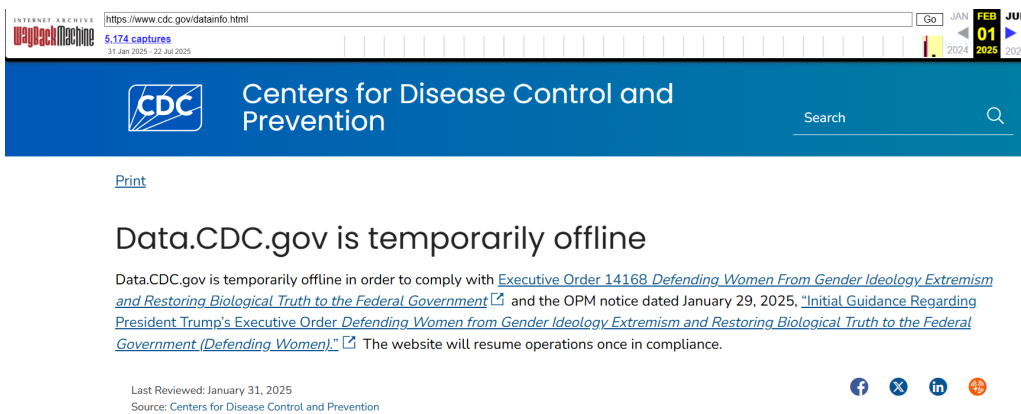 INTERNET ARCHIVE
WayBackMachine
https://www.cdc.gov/datainfo.html
Go
JAN FEB JU
5,174 captures
01
31 Jan 2025 - 22 Jul 2025
2024 2025 202
CDC
Centers for Disease Control and
Prevention
Search
Print
Data.CDC.gov is temporarily offline
Data.CDC.gov is temporarily offline in order to comply with Executive Order 14168 Defending Women From Gender Ideology Extremism
and Restoring Biological Truth to the Federal Government and the OPM notice dated January 29, 2025, "Initial Guidance Regarding
President Trump's Executive Order Defending Women from Gender Ideology Extremism and Restoring Biological Truth to the Federal
Government (Defending Women)." The website will resume operations once in compliance.
Last Reviewed: January 31, 2025
Source: Centers for Disease Control and Prevention